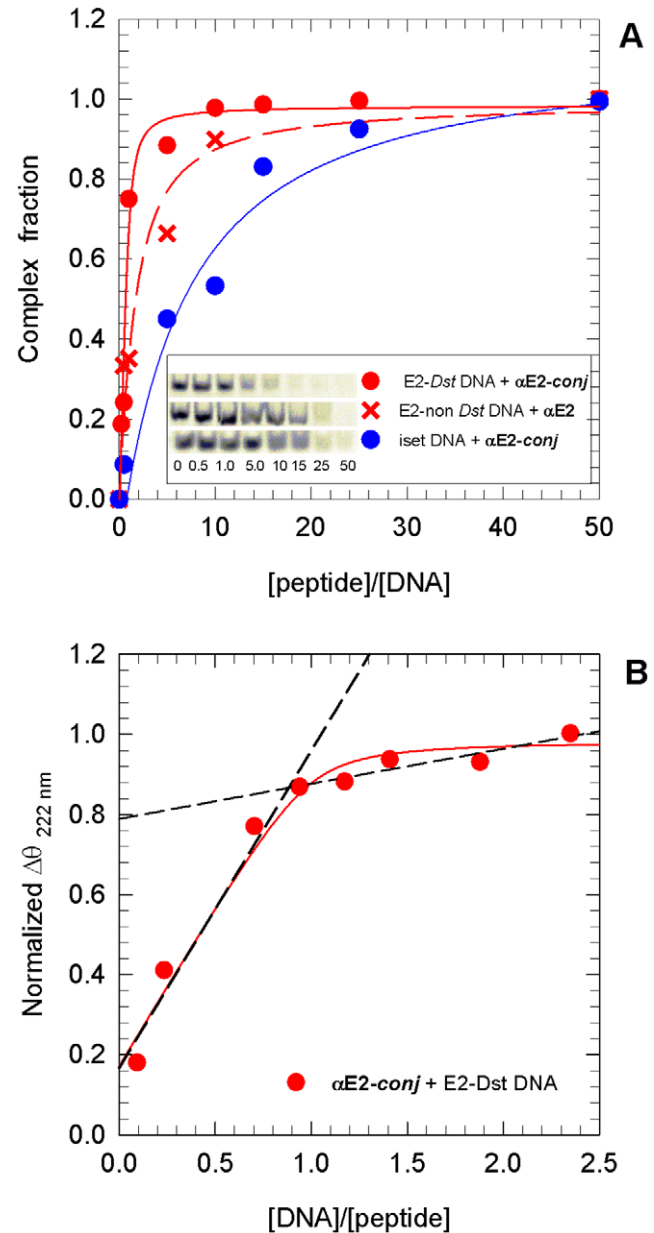 A
1.2
1.0
0.8
0.6
0.4
0.2
0.0
Complex fraction
E2-Dst DNA + αE2-conj
E2-non Dst DNA + αE2
iset DNA + αE2-conj
0 0.5 1.0 5.0 10 15 25 50
0 10 20 30 40 50
[peptide]/[DNA]
B
1.2
1.0
0.8
0.6
0.4
0.2
0.0
Normalized Δθ 222 nm
αE2-conj + E2-Dst DNA
0.0 0.5 1.0 1.5 2.0 2.5
[DNA]/[peptide]